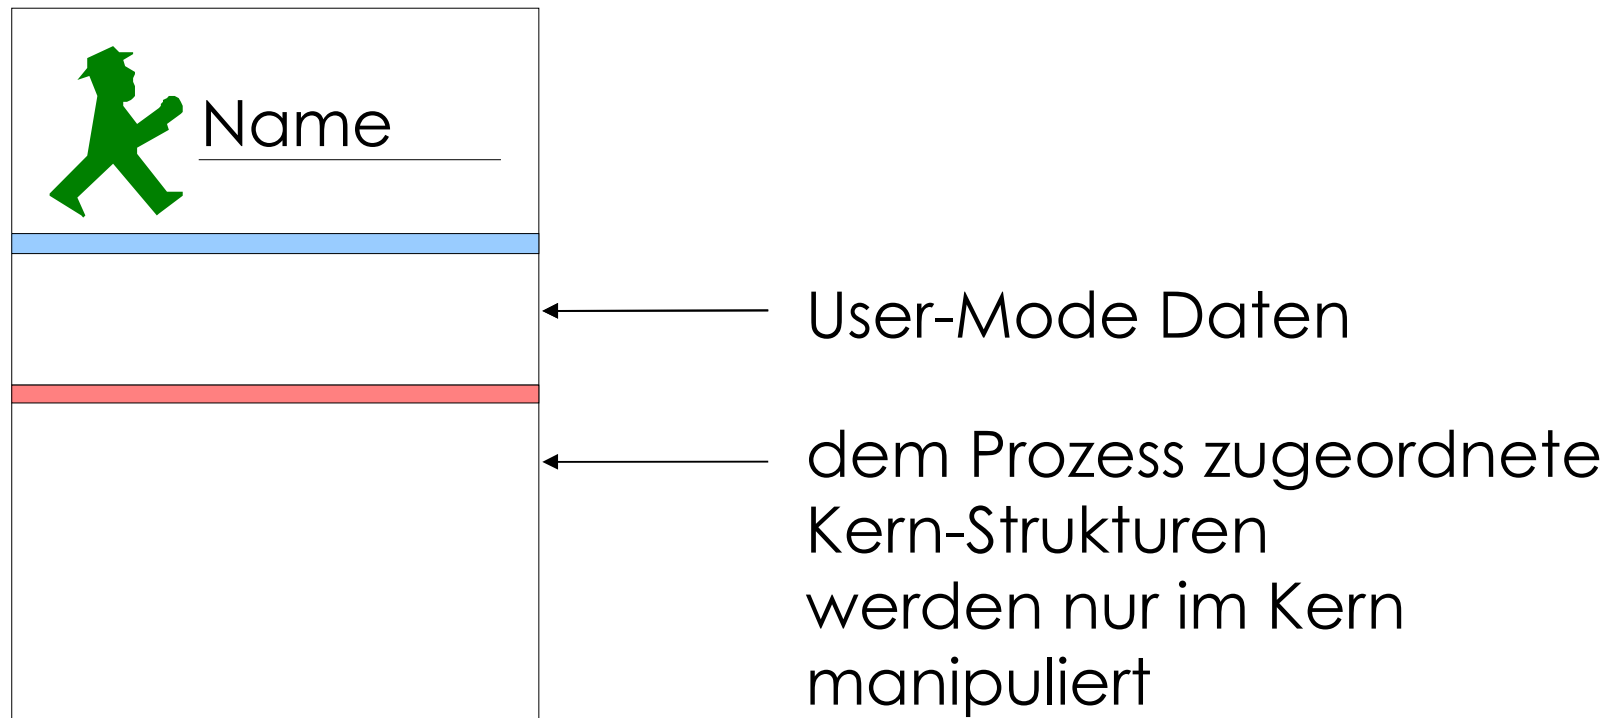 Name
User-Mode Daten
dem Prozess zugeordnete
Kern-Strukturen
werden nur im Kern
manipuliert